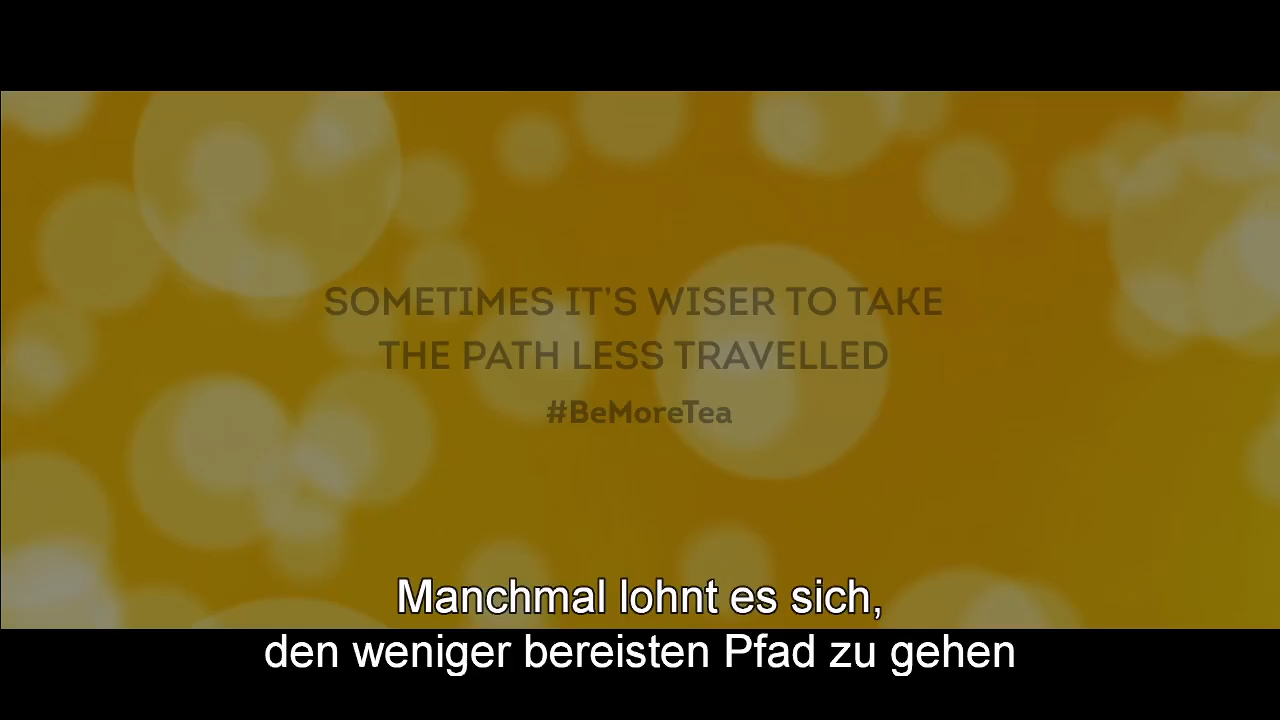 SOMETIMES IT'S WISER TO TAKE
THE PATH LESS TRAVELLED
#BeMoreTea
Manchmal lohnt es sich,
den weniger bereisten Pfad zu gehen